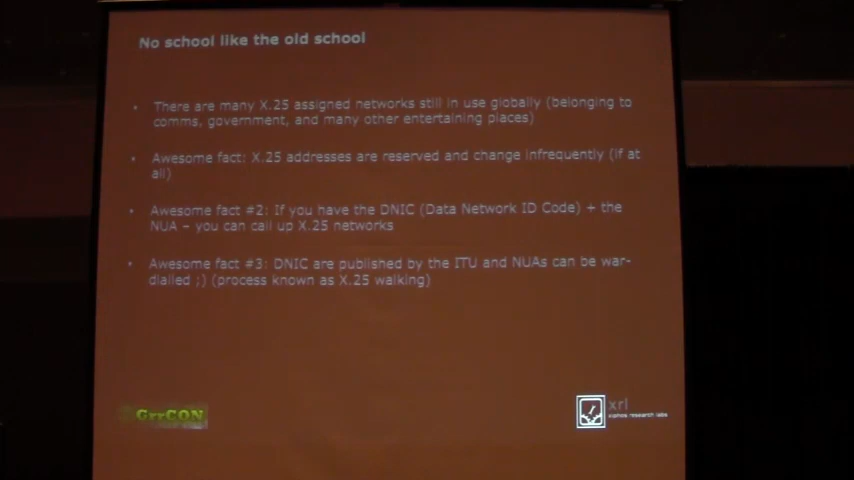 No school like the old school
• There are many X.25 assigned networks still in use globally (belonging to
comms, government, and many other entertaining places)
• Awesome fact: X.25 addresses are reserved and change infrequently (if at
all)
• Awesome fact #2: If you have the DNIC (Data Network ID Code) + the
NUA – you can call up X.25 networks
• Awesome fact #3: DNIC are published by the ITU and NUAs can be war-
dialled ;) (process known as X.25 walking)
GrrCON
xrl
xiphos research labs